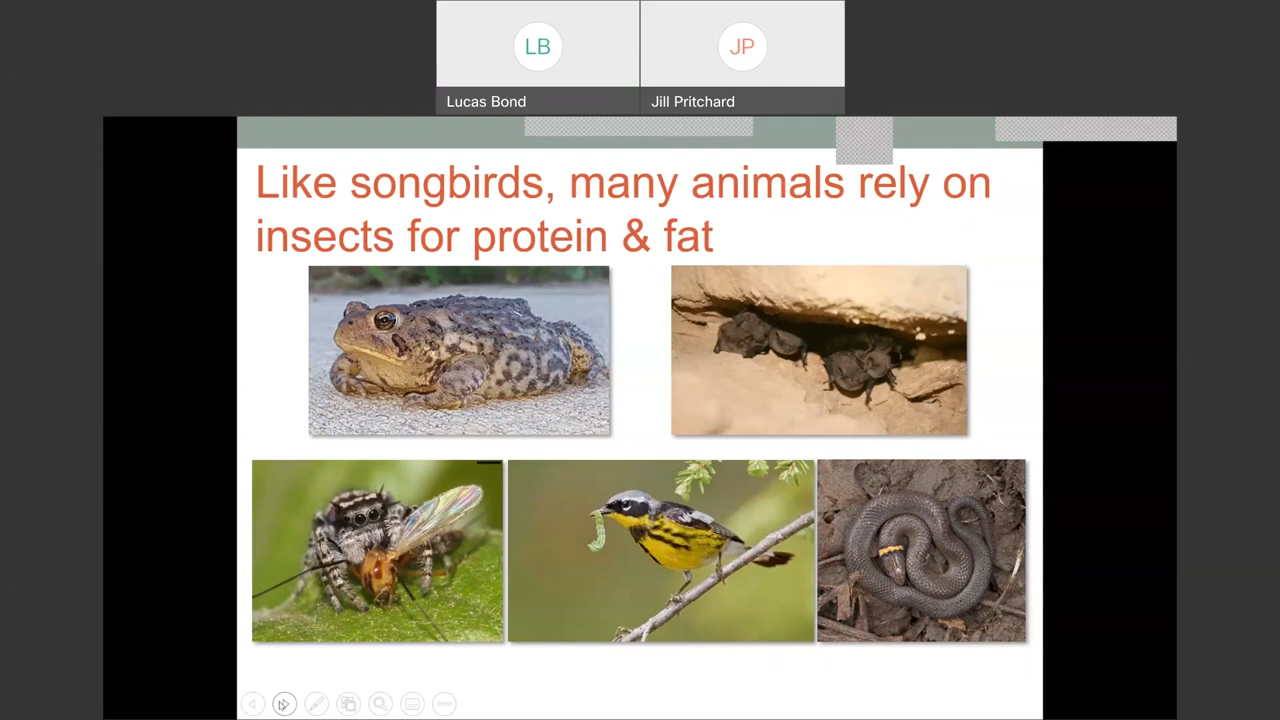 LB
JP
Lucas Bond
Jill Pritchard
Like songbirds, many animals rely on
insects for protein & fat